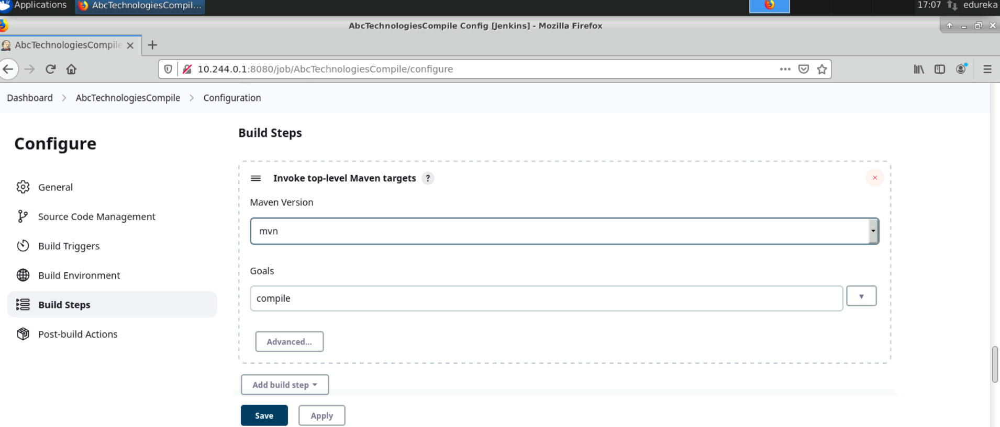 Applications
AbcTechnologiesCompil...
17:07
edureka
AbcTechnologiesCompile Config [Jenkins] - Mozilla Firefox
AbcTechnologiesCompile
10.244.0.1:8080/job/AbcTechnologiesCompile/configure
Dashboard
AbcTechnologiesCompile
Configuration
Configure
General
Source Code Management
Build Triggers
Build Environment
Build Steps
Post-build Actions
Build Steps
Invoke top-level Maven targets ?
Maven Version
mvn
Goals
compile
Advanced...
Add build step
Save
Apply